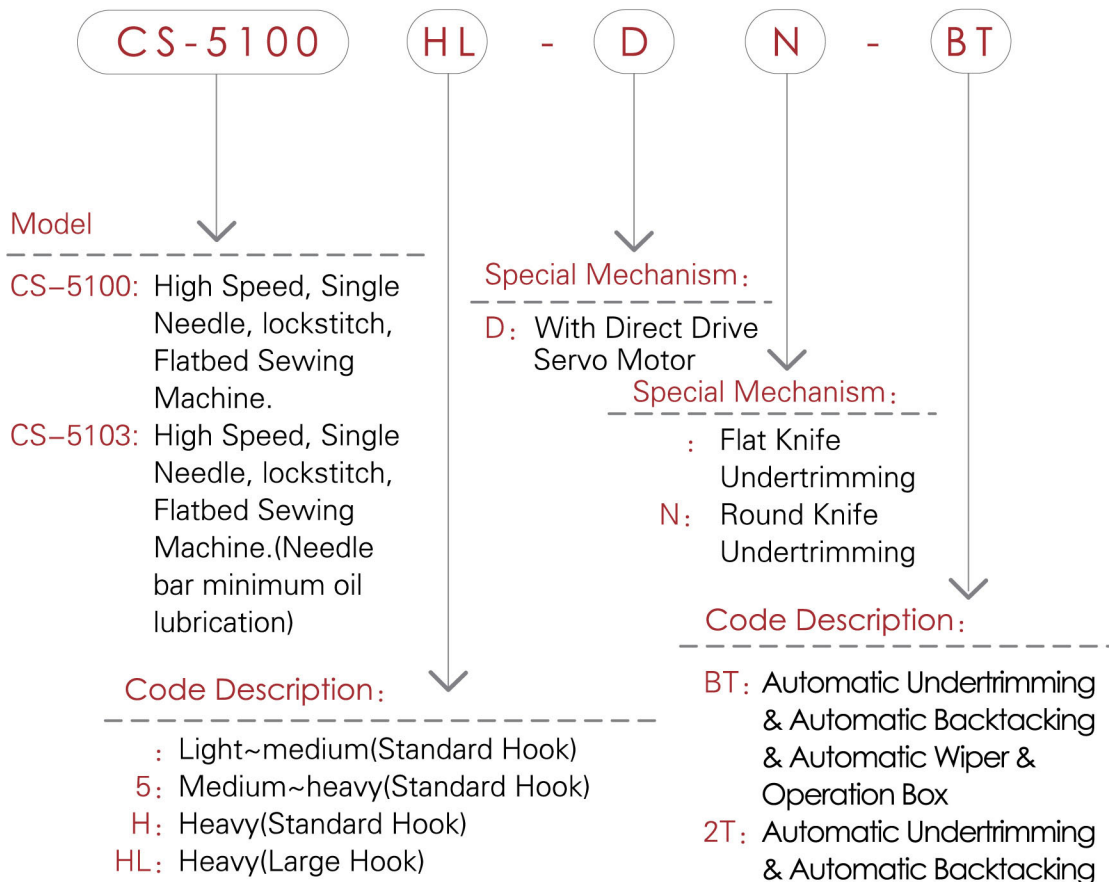 CS-5100 HL - D N - BT
Model
CS-5100: High Speed, Single
Needle, lockstitch,
Flatbed Sewing
Machine.
CS-5103: High Speed, Single
Needle, lockstitch,
Flatbed Sewing
Machine.(Needle
bar minimum oil
lubrication)
Code Description:
: Light~medium(Standard Hook)
5: Medium~heavy(Standard Hook)
H: Heavy(Standard Hook)
HL: Heavy(Large Hook)
Special Mechanism:
D: With Direct Drive
Servo Motor
Special Mechanism:
: Flat Knife
Undertrimming
N: Round Knife
Undertrimming
Code Description:
BT: Automatic Undertrimming
& Automatic Backtacking
& Automatic Wiper &
Operation Box
2T: Automatic Undertrimming
& Automatic Backtacking